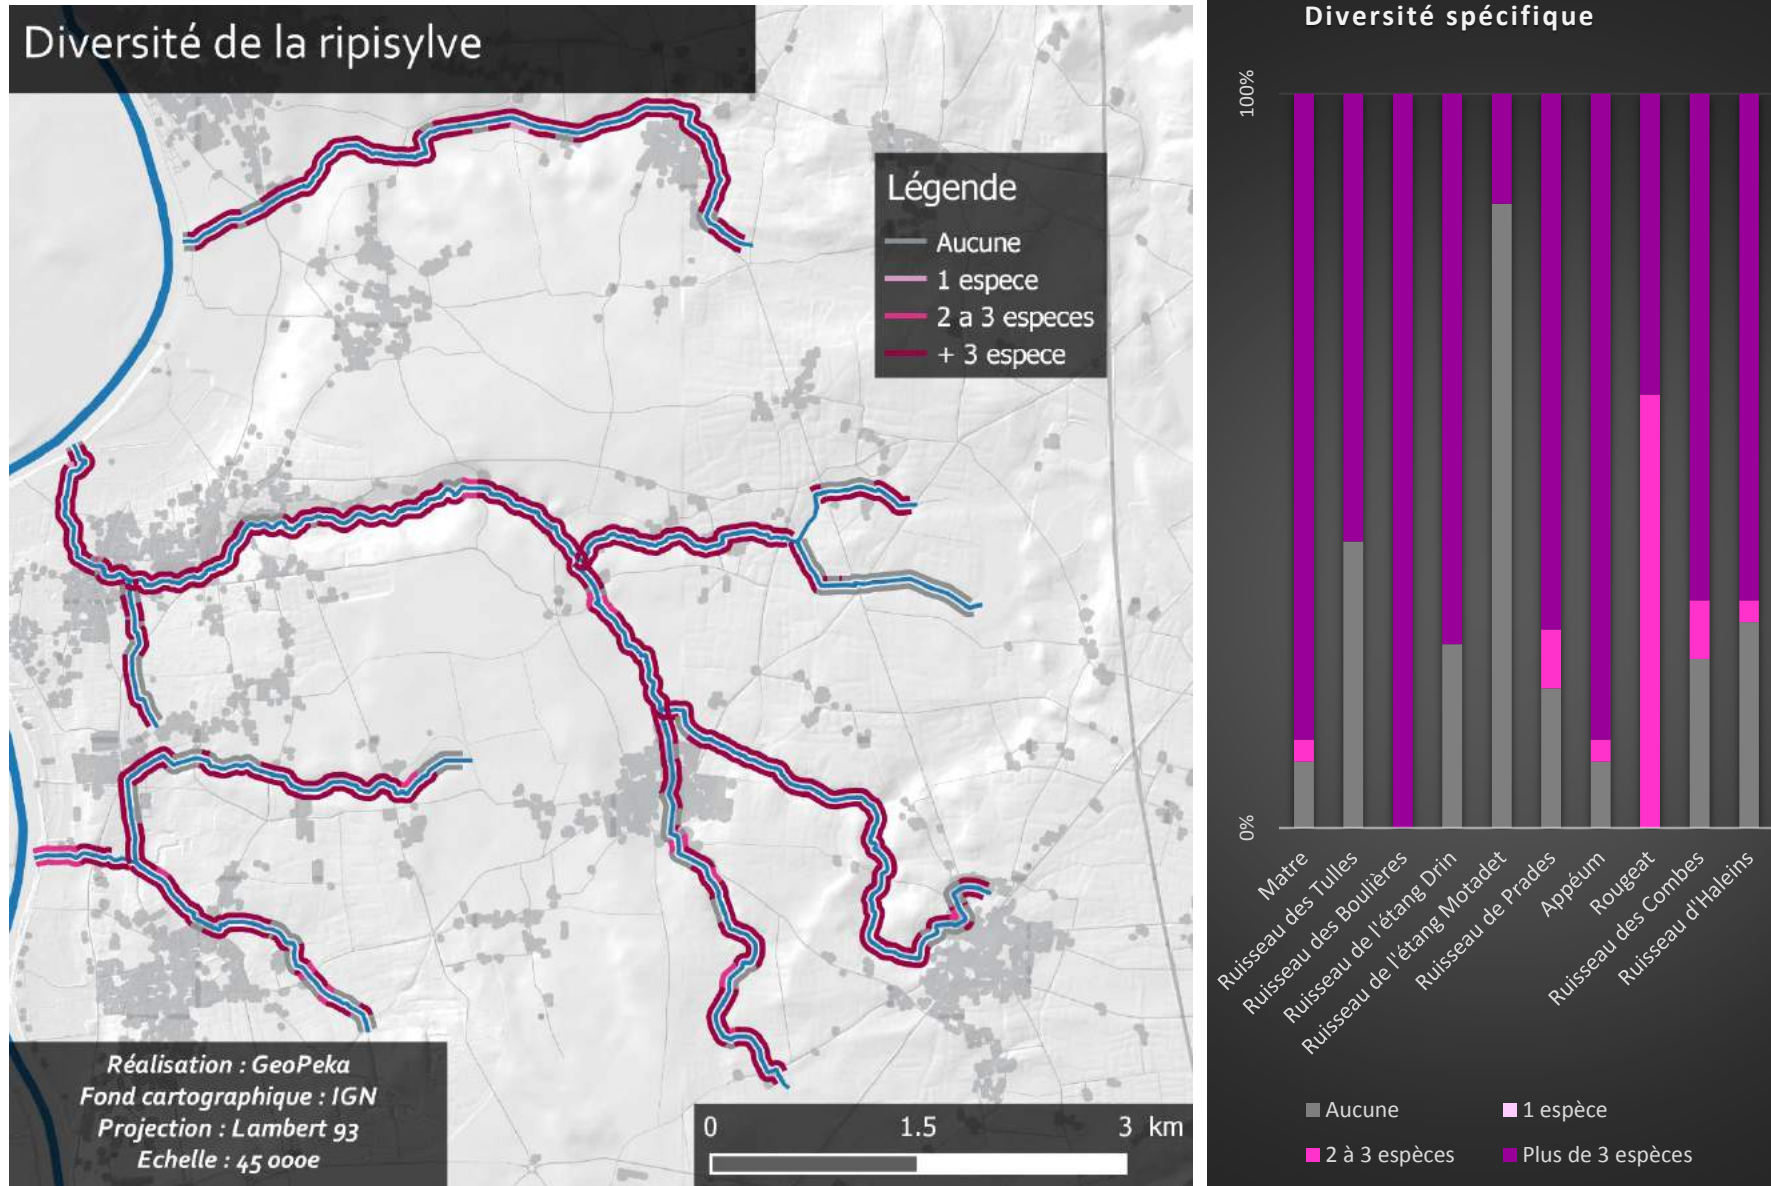 Diversité de la ripisylve
Légende
Aucune
1 espece
2 a 3 especes
+ 3 espece
Réalisation : GeoPeka
Fond cartographique : IGN
Projection : Lambert 93
Echelle : 45 000e
0 1.5 3 km
Diversité spécifique
100%
0%
Matre
Ruisseau des Tulles
Ruisseau des Boulières
Ruisseau de l'étang Drin
Ruisseau de l'étang Motadet
Ruisseau de Prades
Appéum
Rougeat
Ruisseau des Combes
Ruisseau d'Haleins
Aucune 1 espèce
2 à 3 espèces Plus de 3 espèces